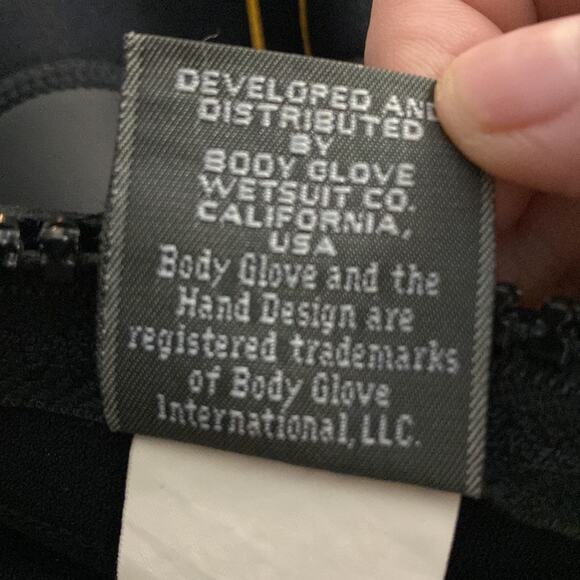 DEVELOPED AND
DISTRIBUTED
BY
BODY GLOVE
WETSUIT CO.
CALIFORNIA,
USA
Body Glove and the
Hand Design are
registered trademarks
of Body Glove
International, LLC.